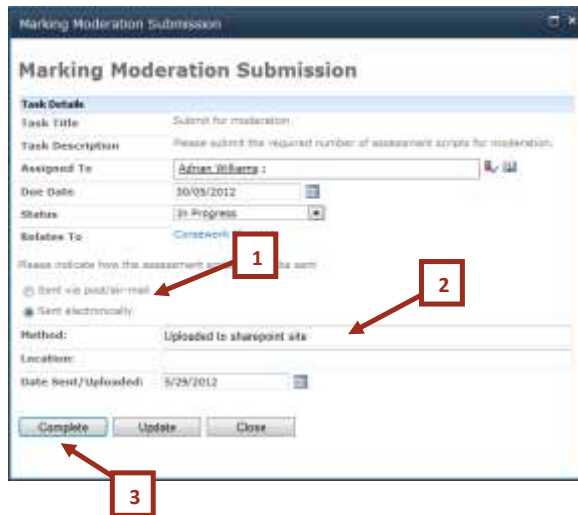 Marking Moderation Submission
Marking Moderation Submission
Task Details
Task Title Submit for moderation
Task Description Please submit the required number of assessment scripts for moderation.
Assigned To Adrian Williams ;
Due Date 30/05/2012
Status In Progress
Relates To
1
Please indicate how the assessment sent
2
Sent via post/air-mail
Sent electronically
Method: Uploaded to sharepoint site
Location:
Date Sent/Uploaded: 5/29/2012
Complete Update Close
3